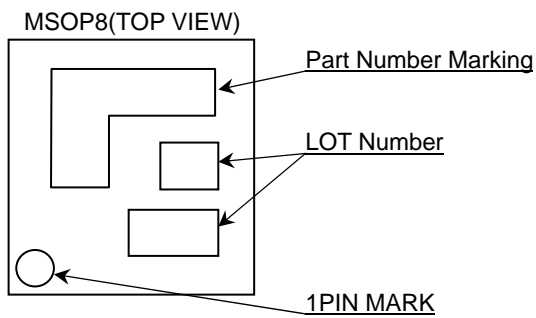 MSOP8(TOP VIEW)
Part Number Marking
LOT Number
1PIN MARK